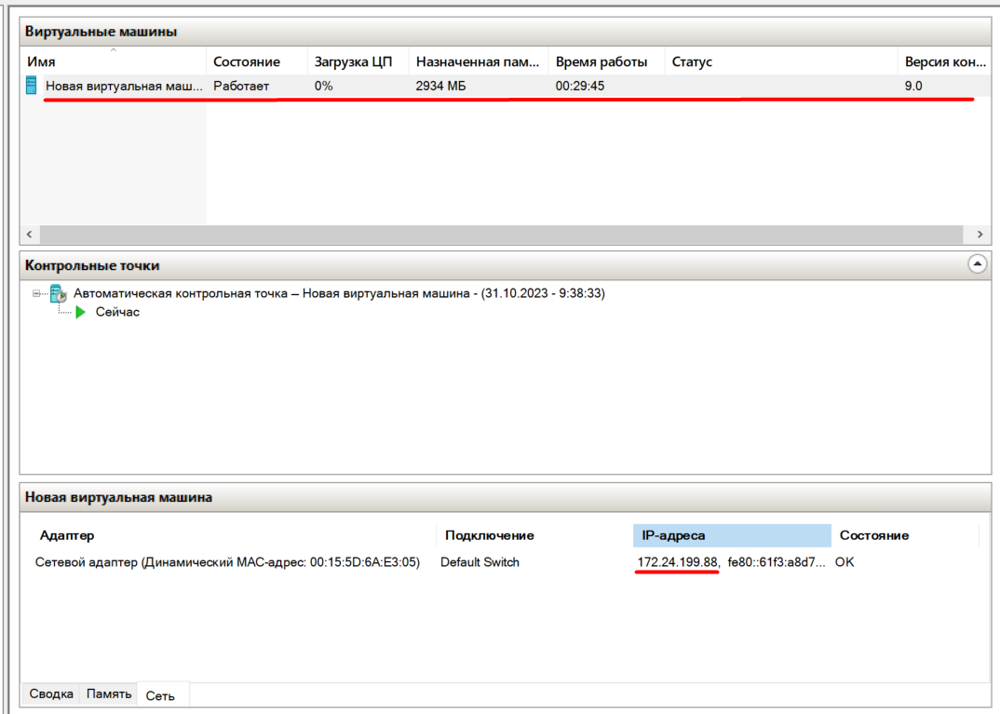 Виртуальные машины
Имя Состояние Загрузка ЦП Назначенная пам... Время работы Статус Версия кон...
Новая виртуальная маш... Работает 0% 2934 МБ 00:29:45 9.0
Контрольные точки
Автоматическая контрольная точка – Новая виртуальная машина - (31.10.2023 - 9:38:33)
Сейчас
Новая виртуальная машина
Адаптер Подключение IP-адреса Состояние
Сетевой адаптер (Динамический MAC-адрес: 00:15:5D:6A:E3:05) Default Switch 172.24.199.88, fe80::61f3:a8d7... OK
Сводка Память Сеть